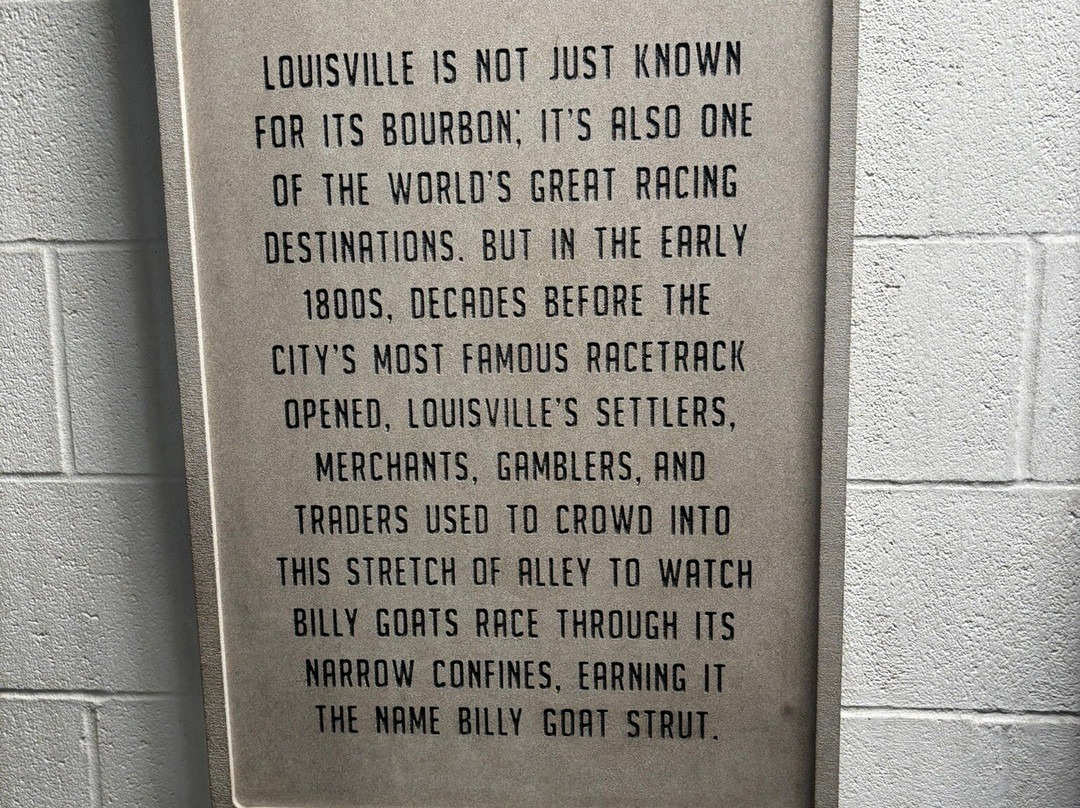 LOUISVILLE IS NOT JUST KNOWN
FOR ITS BOURBON; IT'S ALSO ONE
OF THE WORLD'S GREAT RACING
DESTINATIONS. BUT IN THE EARLY
1800S, DECADES BEFORE THE
CITY'S MOST FAMOUS RACETRACK
OPENED, LOUISVILLE'S SETTLERS,
MERCHANTS, GAMBLERS, AND
TRADERS USED TO CROWD INTO
THIS STRETCH OF ALLEY TO WATCH
BILLY GOATS RACE THROUGH ITS
NARROW CONFINES, EARNING IT
THE NAME BILLY GOAT STRUT.